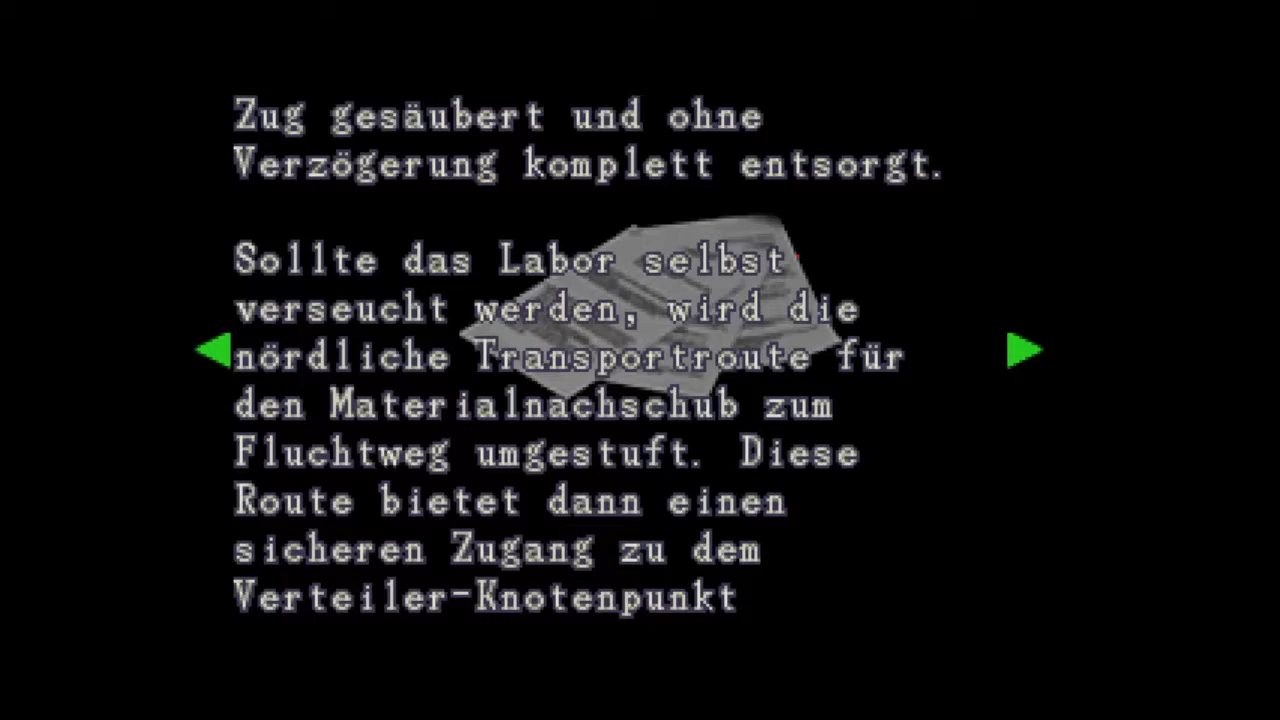 Zug gesäubert und ohne
Verzögerung komplett entsorgt.
Sollte das Labor selbst
verseucht werden, wird die
nördliche Transportroute für
den Materialnachschub zum
Fluchtweg umgestuft. Diese
Route bietet dann einen
sicheren Zugang zu dem
Verteiler-Knotenpunkt